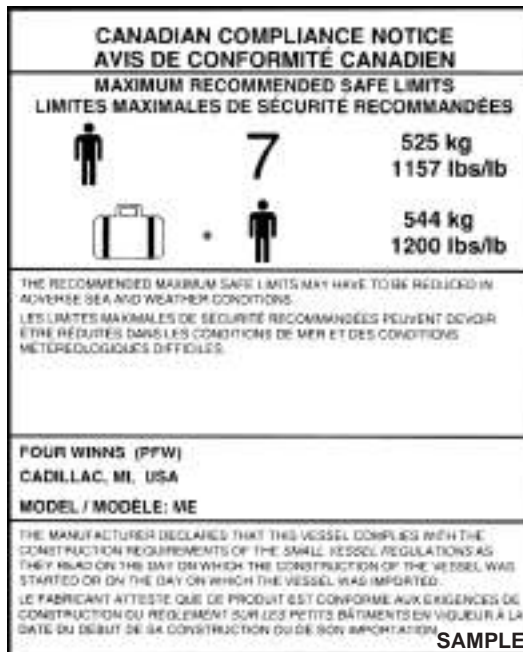 CANADIAN COMPLIANCE NOTICE
AVIS DE CONFORMITÉ CANADIEN
MAXIMUM RECOMMENDED SAFE LIMITS
LIMITES MAXIMALES DE SÉCURITÉ RECOMMANDÉES
7 525 kg
1157 lbs/lb
544 kg
1200 lbs/lb
THE RECOMMENDED MAXIMUM SAFE LIMITS MAY HAVE TO BE REDUCED IN
ADVERSE SEA AND WEATHER CONDITIONS.
LES LIMITES MAXIMALES DE SÉCURITÉ RECOMMANDÉES PEUVENT DEVOIR
ÊTRE RÉDUITES DANS LES CONDITIONS DE MER ET DES CONDITIONS
MÉTÉREOLOGIQUES DIFFICILES.
FOUR WINNS (PFW)
CADILLAC, MI, USA
MODEL / MODÈLE: ME
THE MANUFACTURER DECLARES THAT THIS VESSEL COMPLIES WITH THE
CONSTRUCTION REQUIREMENTS OF THE SMALL VESSEL REGULATIONS AS
THEY READ ON THE DAY ON WHICH THE CONSTRUCTION OF THE VESSEL WAS
STARTED OR ON THE DAY ON WHICH THE VESSEL WAS IMPORTED.
LE FABRICANT ATTESTE QUE CE PRODUIT EST CONFORME AUX EXIGENCES DE
CONSTRUCTION DU RÈGLEMENT SUR LES PETITS BÂTIMENTS EN VIGUEUR À LA
DATE DU DÉBUT DE SA CONSTRUCTION OU DE SON IMPORTATION
SAMPLE